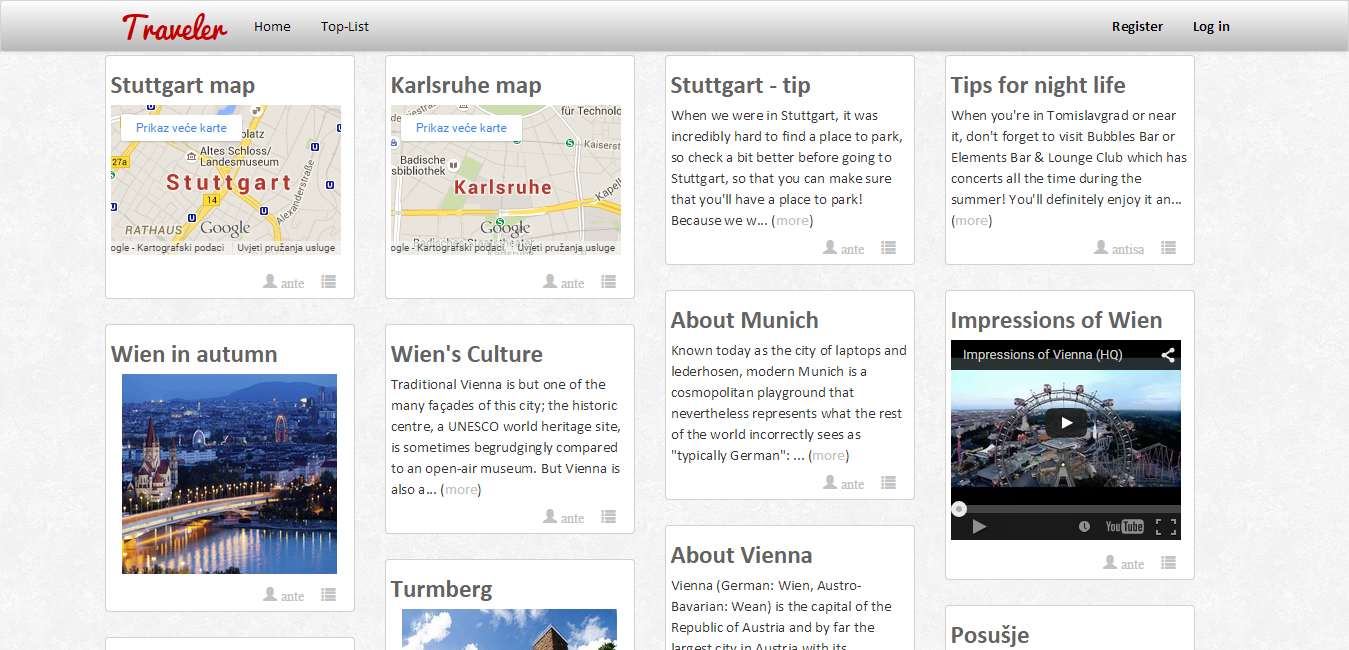 Traveler Home Top-List Register Log in
Stuttgart map
Prikaz veće karte
platz
27a
Altes Schloss/
Landesmuseum
Stuttgart
14
Alexanderstraße
RATHAUS
Google
ogle - Kartografski podaci Uvjeti pružanja usluge
ante
Wien in autumn
ante
Karlsruhe map
für Technolo
Prikaz veće karte
Kaiserst
Badische
sbibliothek
Karlsruhe
Kapell
Google
ogle - Kartografski podaci Uvjeti pružanja usluge
ante
Wien's Culture
Traditional Vienna is but one of the
many façades of this city; the historic
centre, a UNESCO world heritage site,
is sometimes begrudgingly compared
to an open-air museum. But Vienna is
also a... (more)
ante
Turmberg
Stuttgart - tip
When we were in Stuttgart, it was
incredibly hard to find a place to park,
so check a bit better before going to
Stuttgart, so that you can make sure
that you'll have a place to park!
Because we w... (more)
ante
About Munich
Known today as the city of laptops and
lederhosen, modern Munich is a
cosmopolitan playground that
nevertheless represents what the rest
of the world incorrectly sees as
"typically German": ... (more)
ante
About Vienna
Vienna (German: Wien, Austro-
Bavarian: Wean) is the capital of the
Republic of Austria and by far the
largest city in Austria with its
Tips for night life
When you're in Tomislavgrad or near
it, don't forget to visit Bubbles Bar or
Elements Bar & Lounge Club which has
concerts all the time during the
summer! You'll definitely enjoy it an...
(more)
antisa
Impressions of Wien
Impressions of Vienna (HQ)
YouTube
ante
Posušje